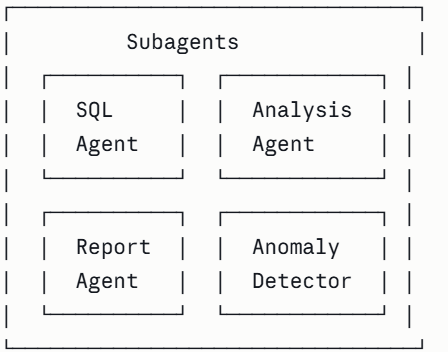 Subagents
SQL
Agent
Analysis
Agent
Report
Agent
Anomaly
Detector